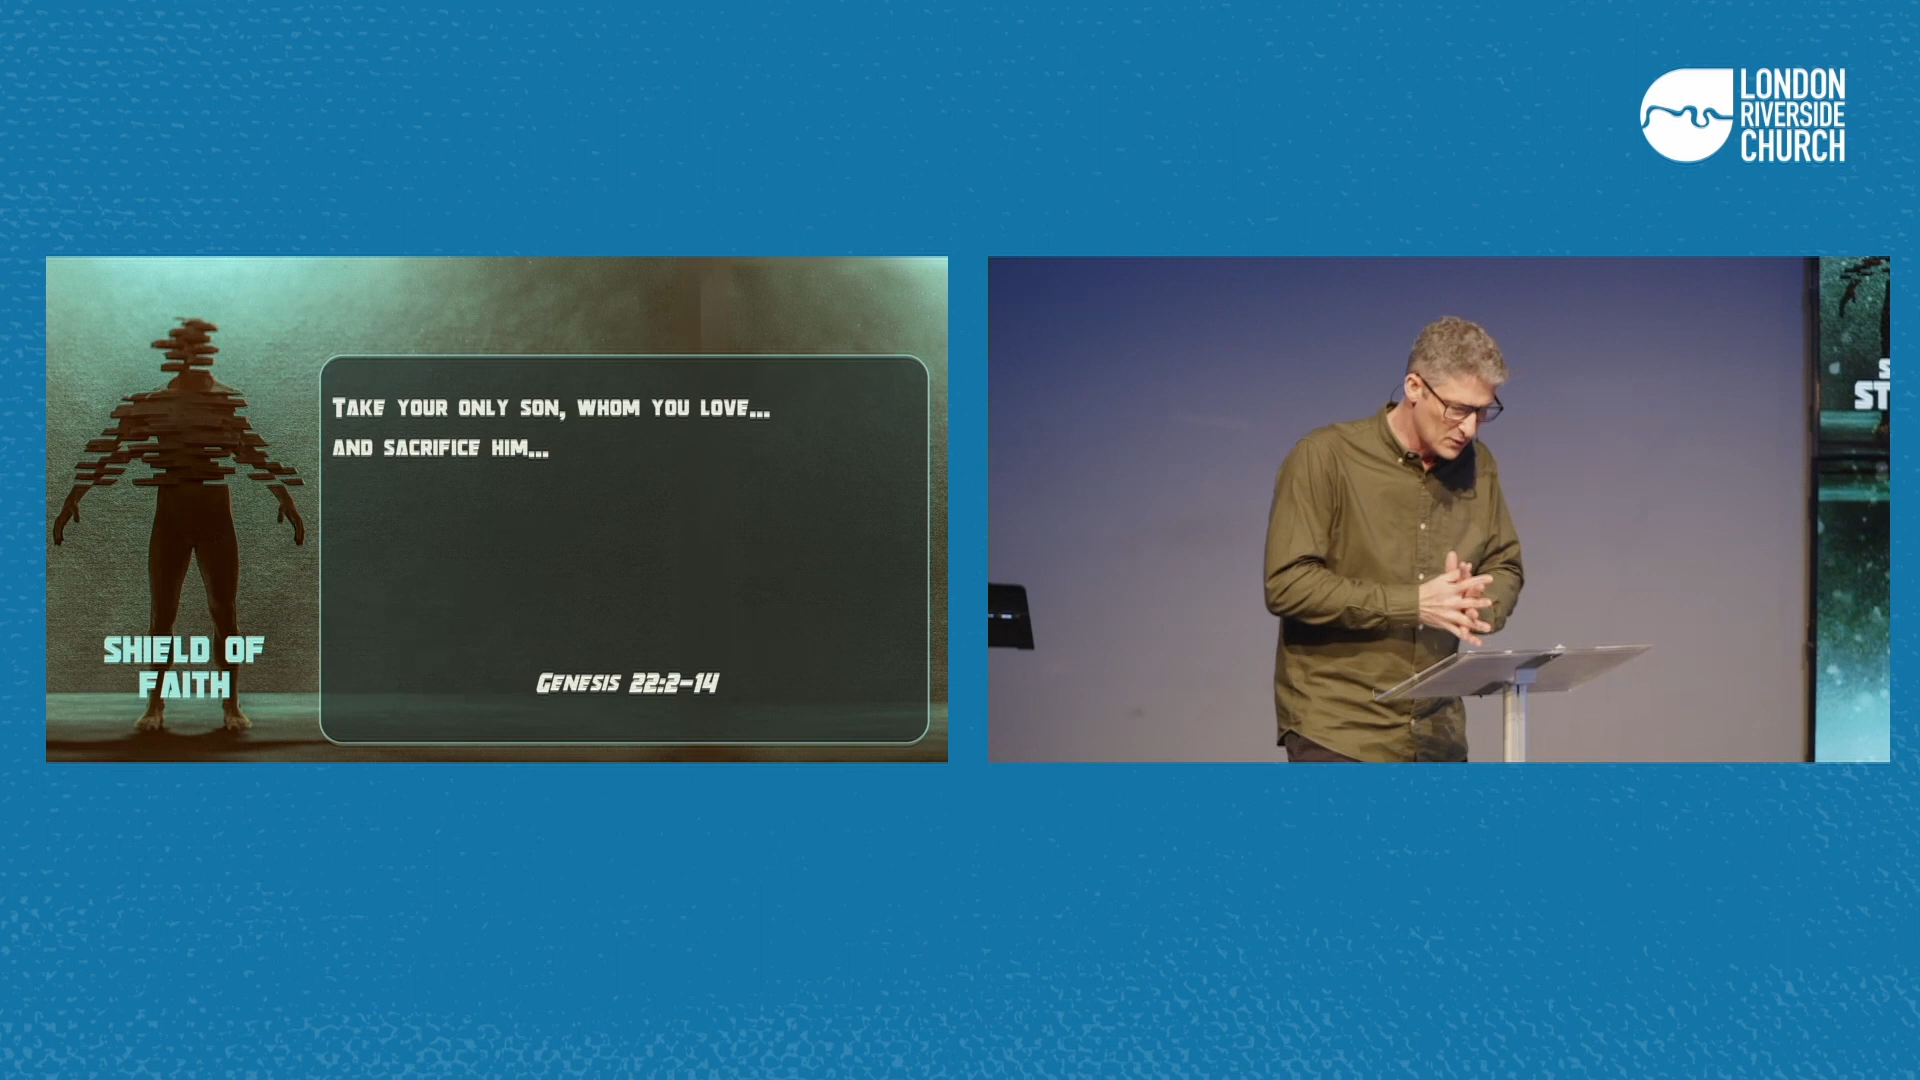 LONDON
RIVERSIDE
CHURCH
Take your only son, whom you love...
and sacrifice him...
Genesis 22:2-14
SHIELD OF
FAITH
ST